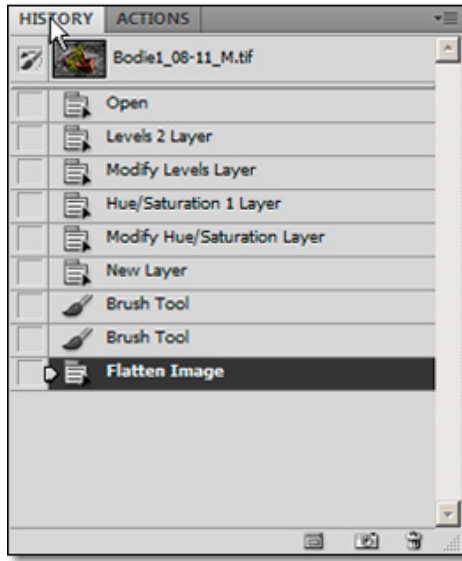 HISTORY ACTIONS
Bodie1_08-11_M.tif
Open
Levels 2 Layer
Modify Levels Layer
Hue/Saturation 1 Layer
Modify Hue/Saturation Layer
New Layer
Brush Tool
Brush Tool
Flatten Image